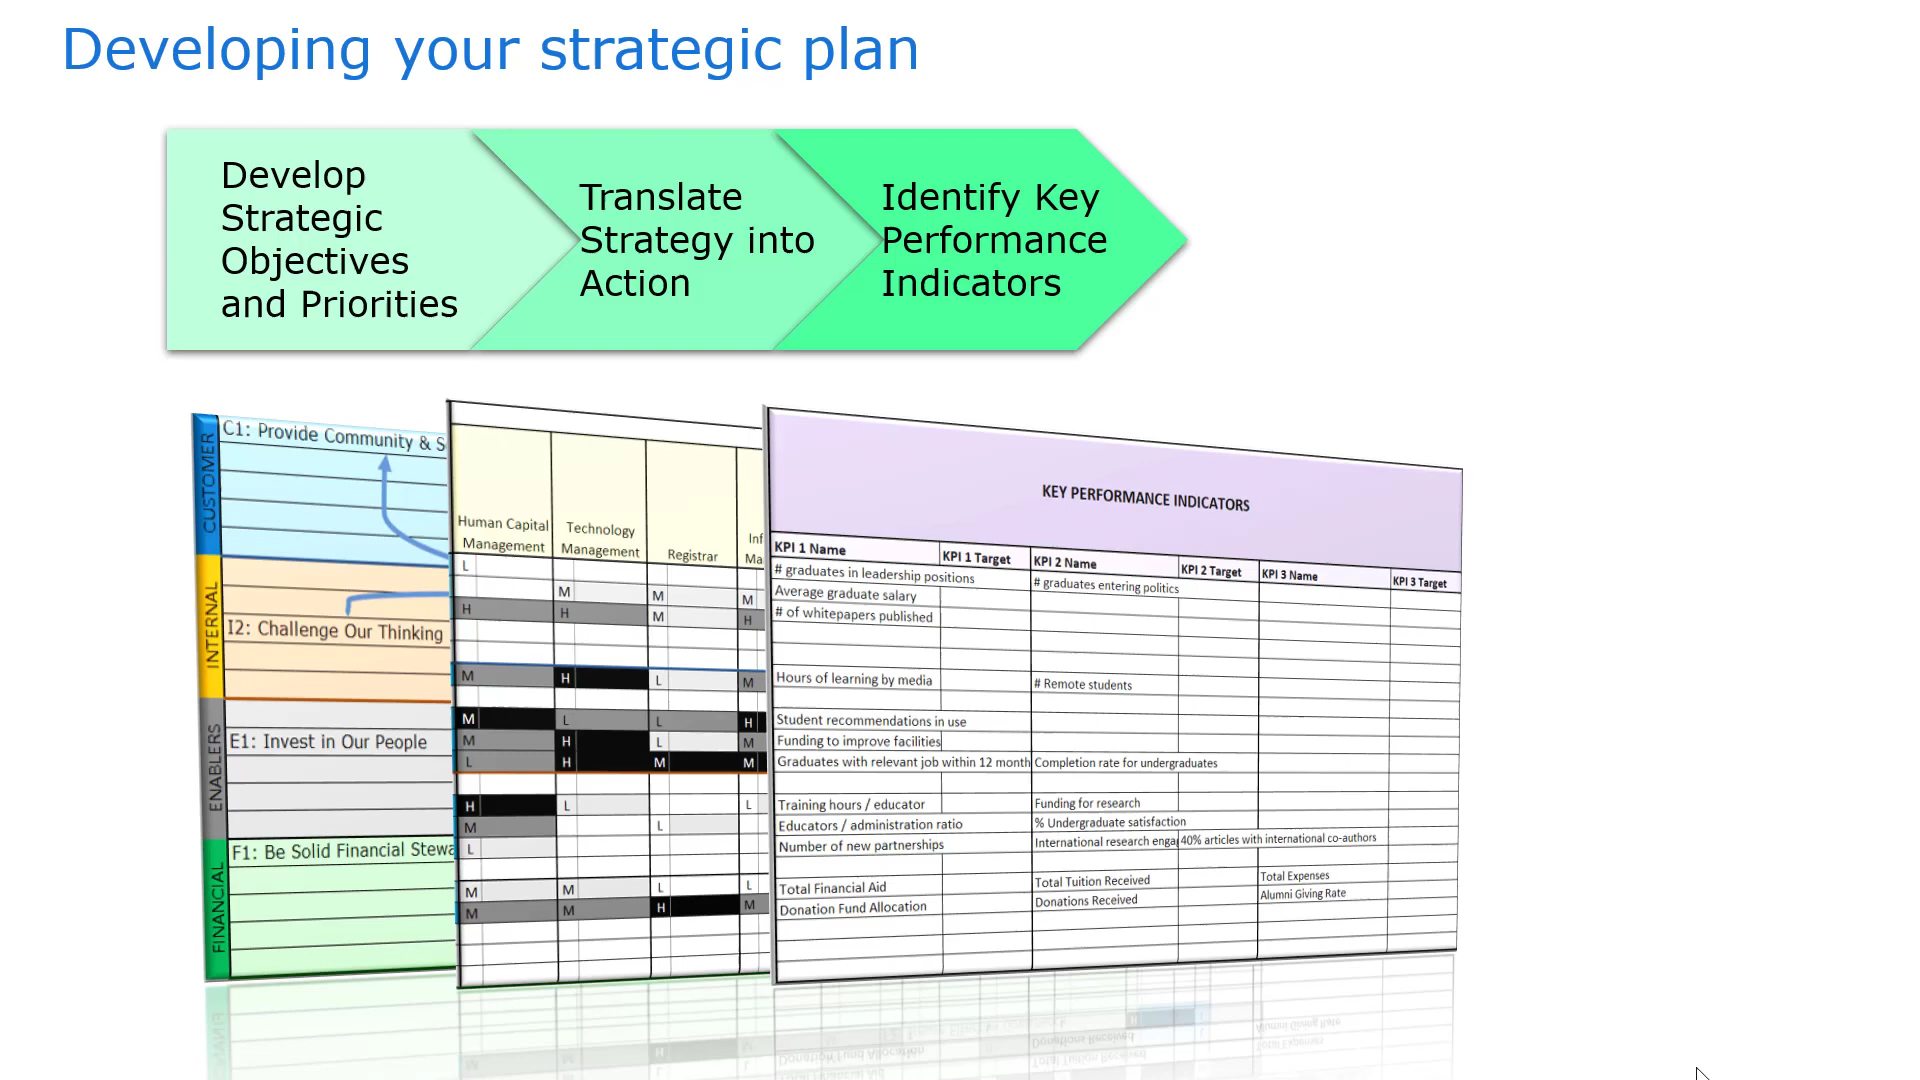 Developing your strategic plan
Develop
Strategic
Objectives
and Priorities
Translate
Strategy into
Action
Identify Key
Performance
Indicators
CUSTOMER
C1: Provide Community & S
INTERNAL
I2: Challenge Our Thinking
ENABLERS
E1: Invest in Our People
FINANCIAL
F1: Be Solid Financial Stewa
Human Capital
Management
Technology
Management
Registrar
Inf
Ma
L
M M M
H H M H
M H L M
M L L H
M H L M
L H M M
H L L
M L
L
M M L L
M M H M
KEY PERFORMANCE INDICATORS
KPI 1 Name KPI 1 Target KPI 2 Name KPI 2 Target KPI 3 Name KPI 3 Target
# graduates in leadership positions # graduates entering politics
Average graduate salary
# of whitepapers published
Hours of learning by media # Remote students
Student recommendations in use
Funding to improve facilities
Graduates with relevant job within 12 month Completion rate for undergraduates
Training hours / educator Funding for research
Educators / administration ratio % Undergraduate satisfaction
Number of new partnerships International research engag 40% articles with international co-authors
Total Financial Aid Total Tuition Received Total Expenses
Donation Fund Allocation Donations Received Alumni Giving Rate